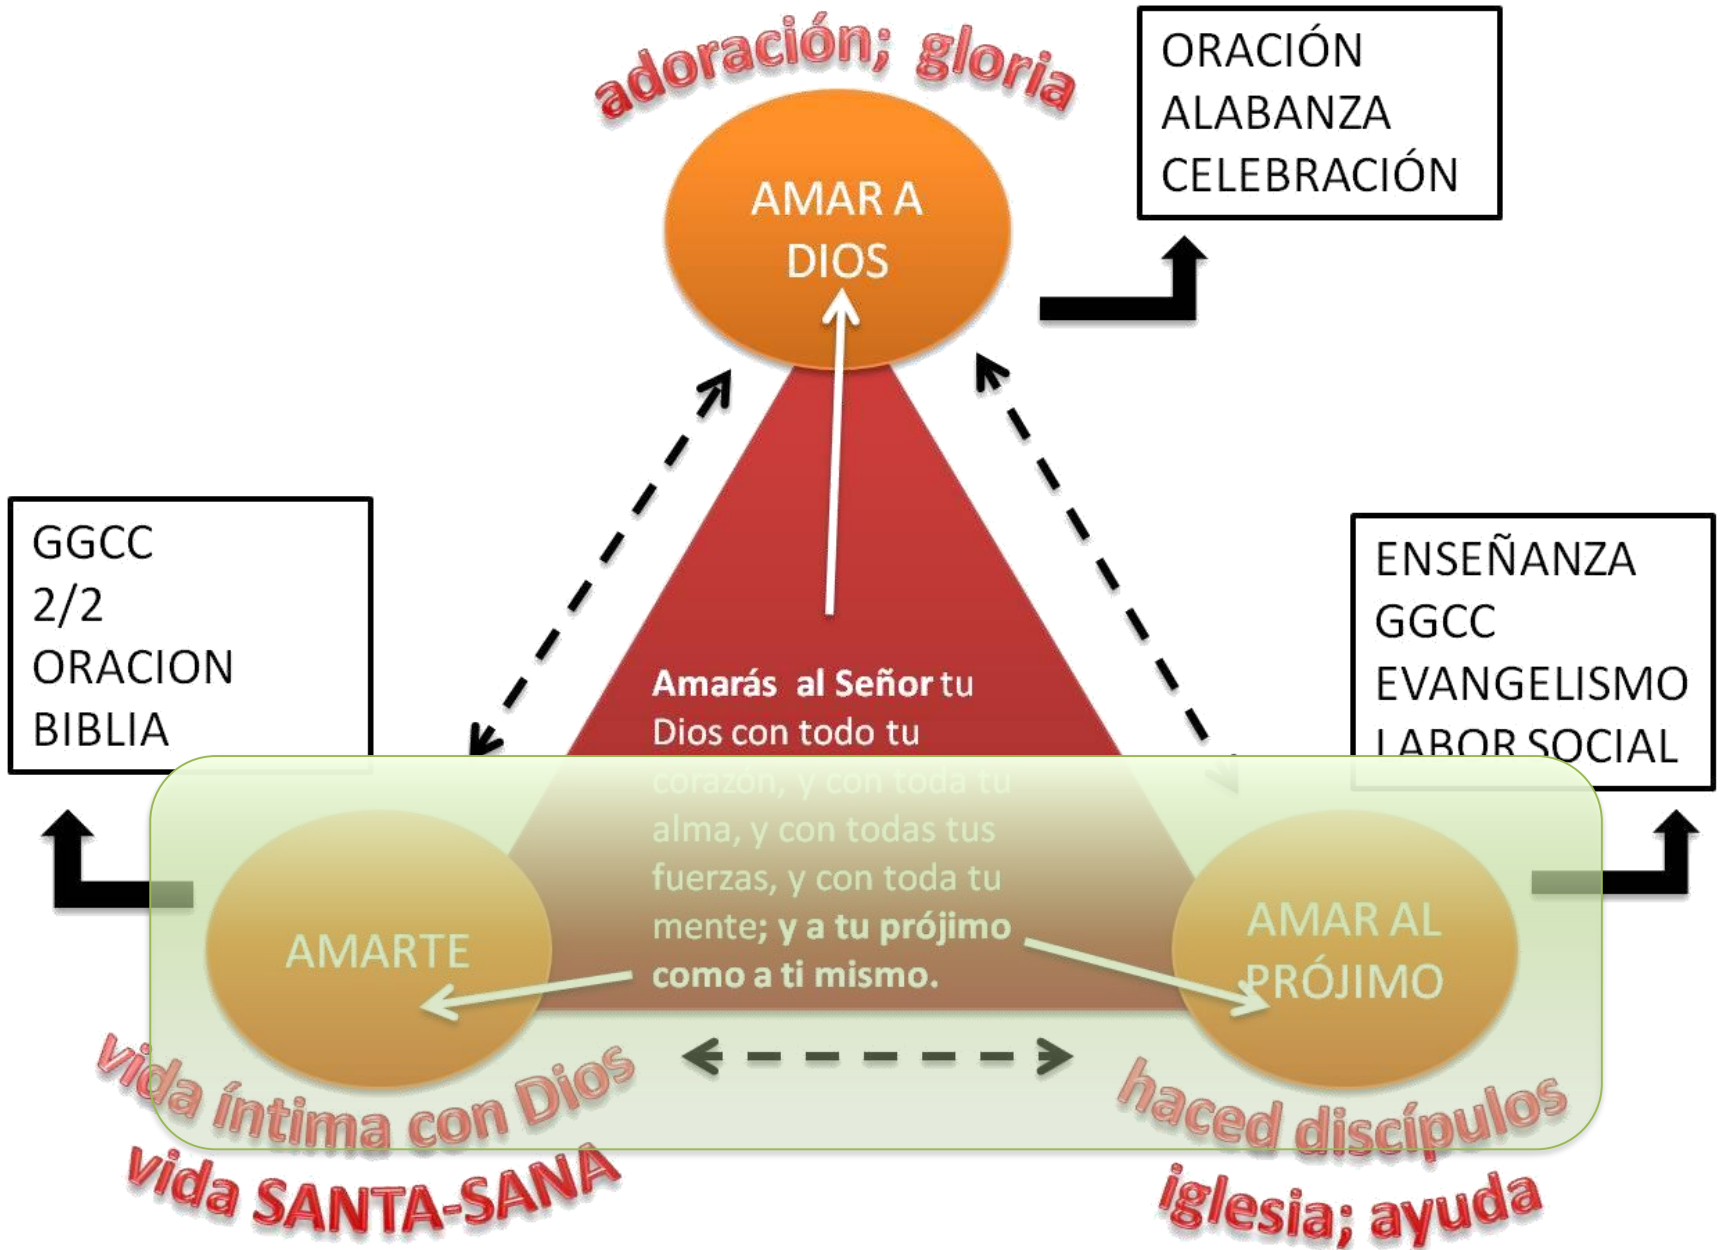 adoración; gloria
ORACIÓN
ALABANZA
CELEBRACIÓN
AMAR A
DIOS
GGCC
2/2
ORACION
BIBLIA
ENSEÑANZA
GGCC
EVANGELISMO
LABOR SOCIAL
Amarás al Señor tu
Dios con todo tu
corazón, y con toda tu
alma, y con todas tus
fuerzas, y con toda tu
mente; y a tu prójimo
como a ti mismo.
AMARTE
AMAR AL
PRÓJIMO
vida íntima con Dios
vida SANTA-SANA
haced discípulos
iglesia; ayuda